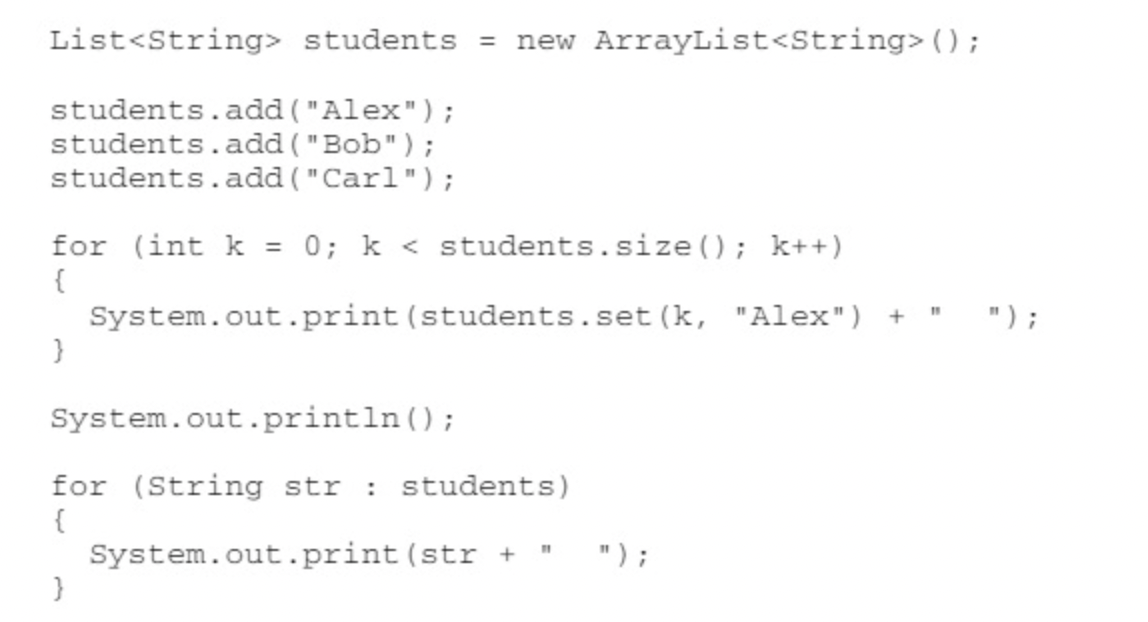 List<String> students = new ArrayList<String>();
students.add("Alex");
students.add("Bob");
students.add("Carl");
for (int k = 0; k < students.size(); k++)
{
  System.out.print(students.set(k, "Alex") + "  ");
}
System.out.println();
for (String str : students)
{
  System.out.print(str + "  ");
}